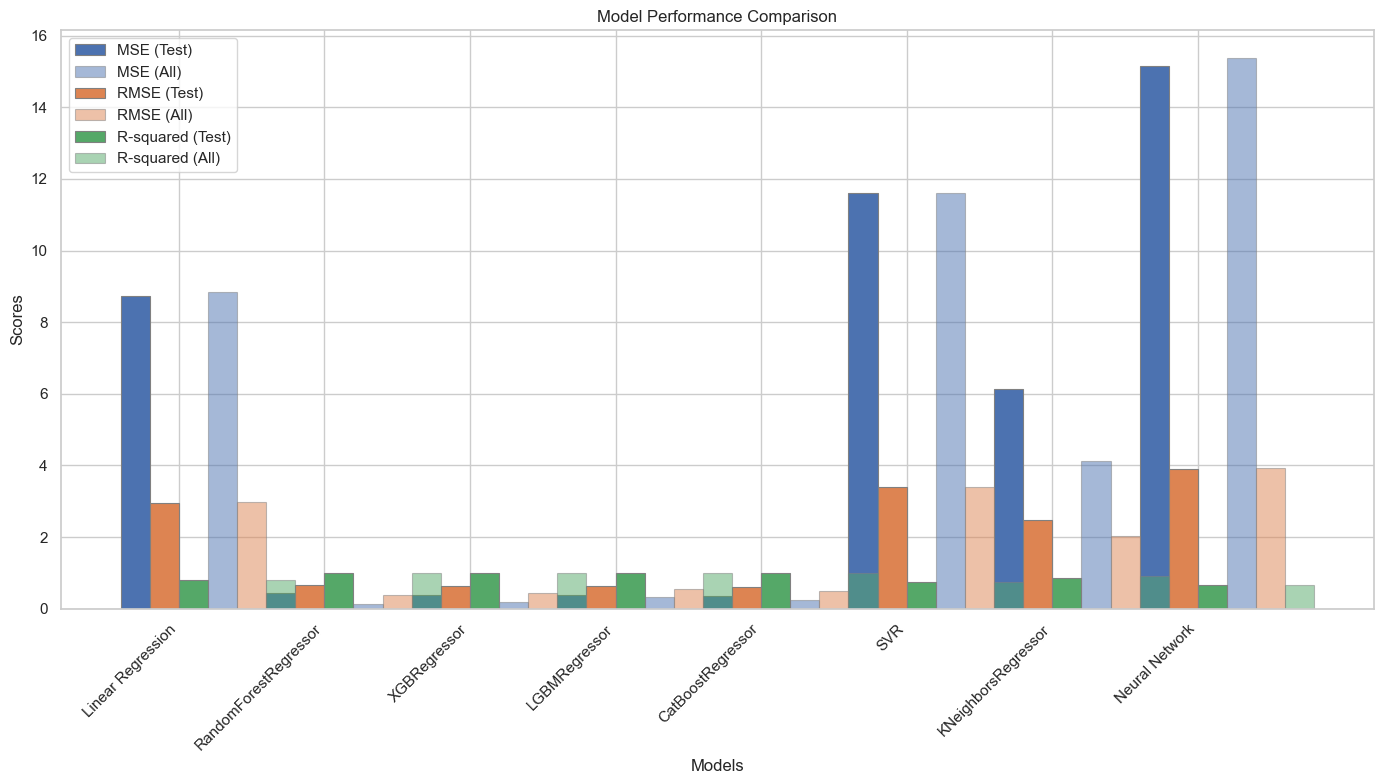 Model Performance Comparison
16
14
12
10
8
6
4
2
0
Scores
MSE (Test)
MSE (All)
RMSE (Test)
RMSE (All)
R-squared (Test)
R-squared (All)
Linear Regression
RandomForestRegressor
XGBRegressor
LGBMRegressor
CatBoostRegressor
SVR
KNeighborsRegressor
Neural Network
Models